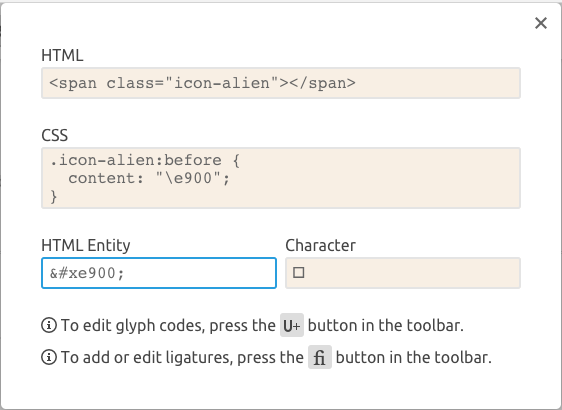 HTML
<span class="icon-alien"></span>
CSS
.icon-alien:before {
content: "\e900";
}
HTML Entity Character
&#xe900; □
To edit glyph codes, press the U+ button in the toolbar.
To add or edit ligatures, press the fi button in the toolbar.